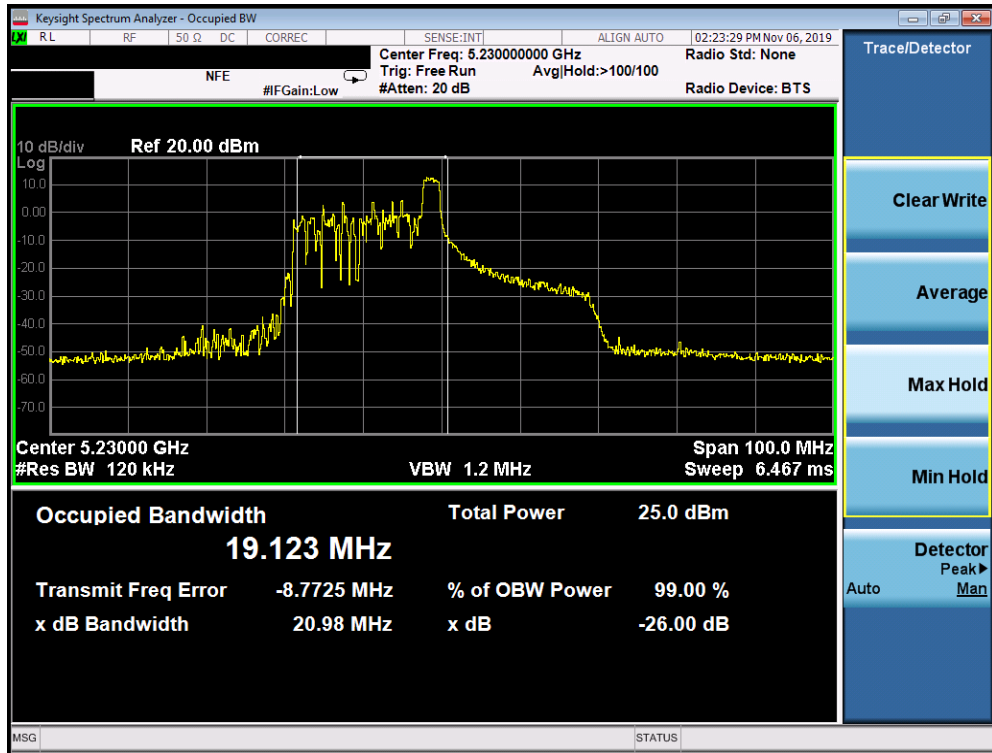 Keysight Spectrum Analyzer - Occupied BW
LXI RL RF 50 Ω DC CORREC SENSE:INT ALIGN AUTO 02:23:29 PM Nov 06, 2019
Center Freq: 5.230000000 GHz Radio Std: None
NFE Trig: Free Run Avg|Hold:>100/100
#IFGain:Low #Atten: 20 dB Radio Device: BTS
10 dB/div Ref 20.00 dBm
Log
10.0
0.00
-10.0
-20.0
-30.0
-40.0
-50.0
-60.0
-70.0
Center 5.23000 GHz Span 100.0 MHz
#Res BW 120 kHz VBW 1.2 MHz Sweep 6.467 ms
Occupied Bandwidth Total Power 25.0 dBm
19.123 MHz
Transmit Freq Error -8.7725 MHz % of OBW Power 99.00 %
x dB Bandwidth 20.98 MHz x dB -26.00 dB
MSG STATUS
Trace/Detector
Clear Write
Average
Max Hold
Min Hold
Detector
Peak▶
Auto Man